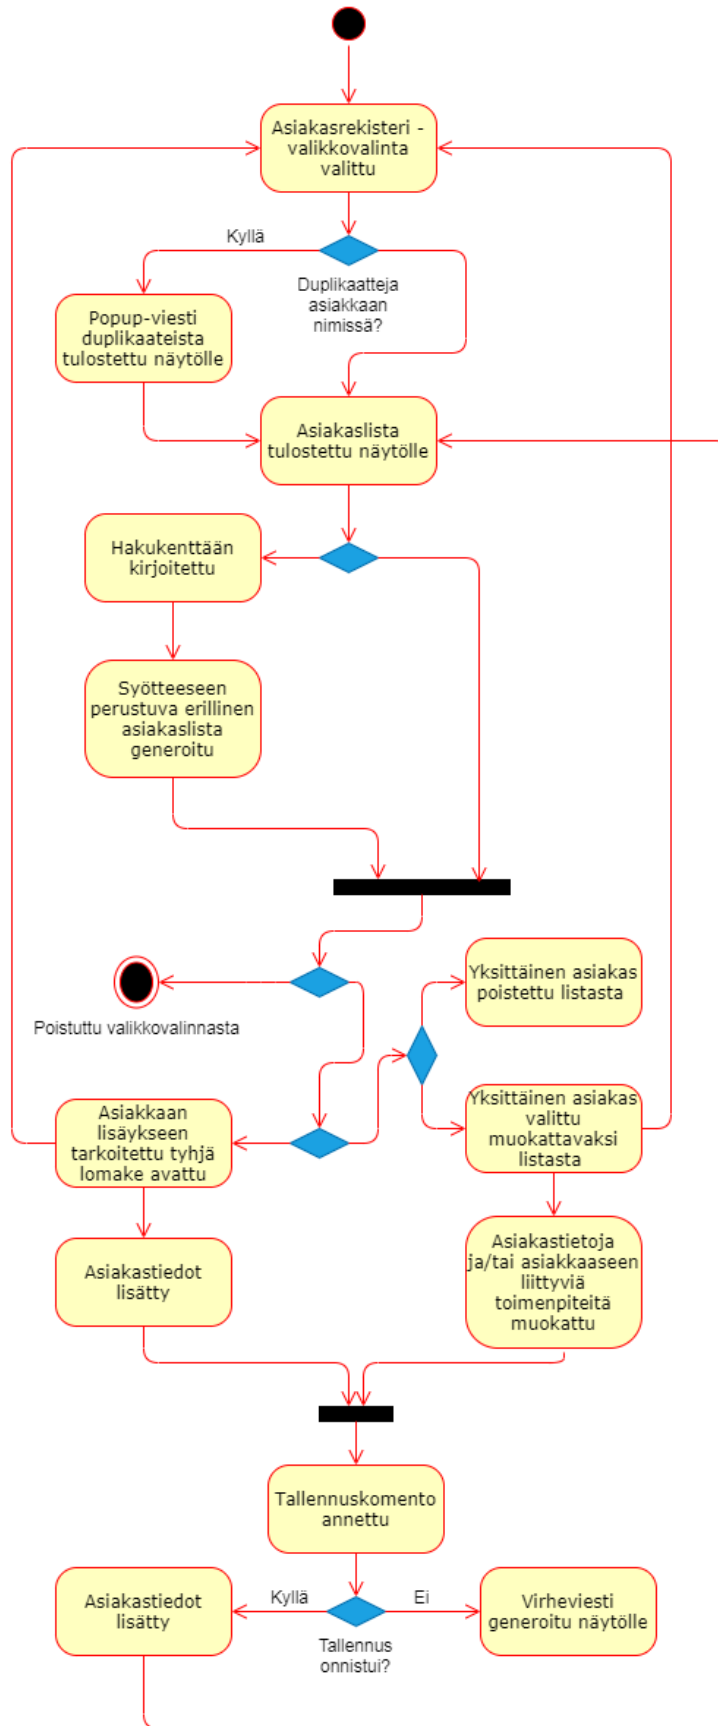 Asiakasrekisteri -
valikkovalinta
valittu
Kyllä
Duplikaatteja
asiakkaan
nimissä?
Popup-viesti
duplikaateista
tulostettu näytölle
Asiakaslista
tulostettu näytölle
Hakukenttään
kirjoitettu
Syötteeseen
perustuva erillinen
asiakaslista
generoitu
Poistuttu valikkovalinnasta
Yksittäinen asiakas
poistettu listasta
Asiakkaan
lisäykseen
tarkoitettu tyhjä
lomake avattu
Yksittäinen asiakas
valittu
muokattavaksi
listasta
Asiakastiedot
lisätty
Asiakastietoja
ja/tai asiakkaaseen
liittyviä
toimenpiteitä
muokattu
Tallennuskomento
annettu
Asiakastiedot
lisätty
Kyllä
Ei
Tallennus
onnistui?
Virheviesti
generoitu näytölle